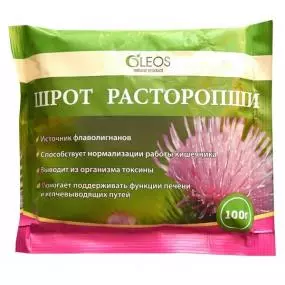 OLEOS
natural product
ШРОТ РАСТОРОПШИ
Источник флаволигнанов
Способствует нормализации работы кишечника
Выводит из организма токсины
Помогает поддерживать функции печени
и желчевыводящих путей
100г